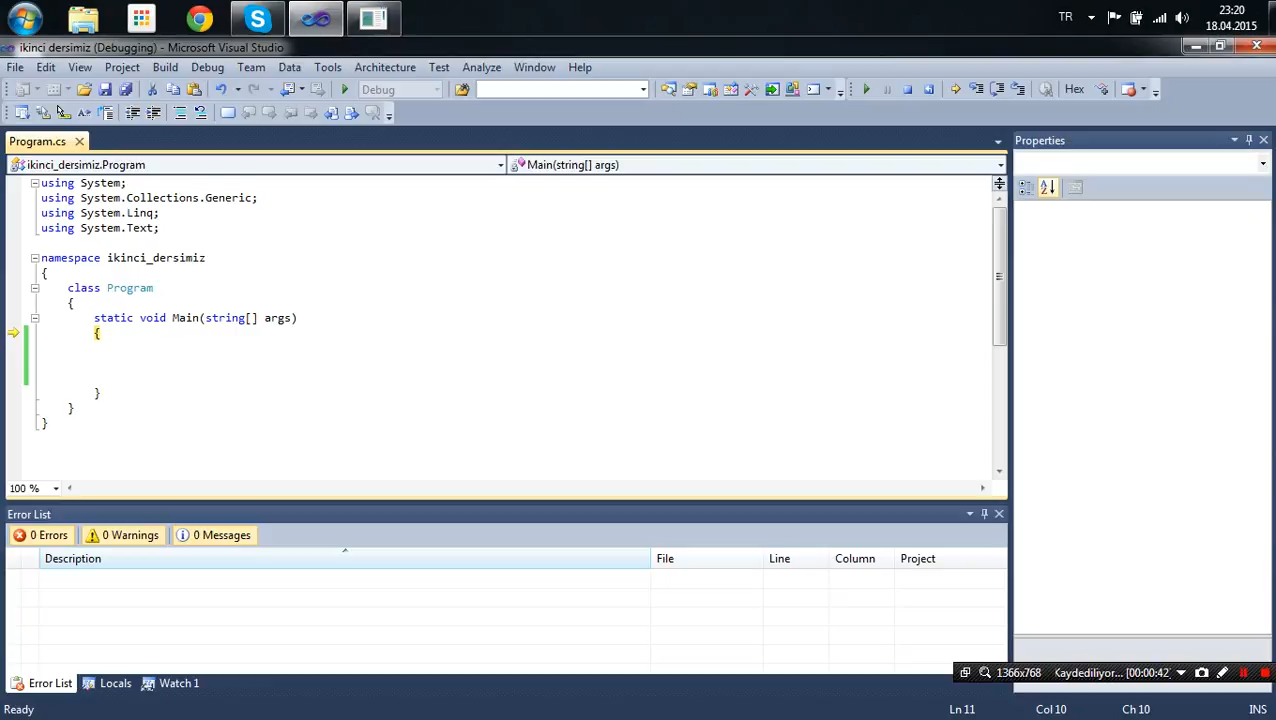 TR
23:20
18.04.2015
ikinci dersimiz (Debugging) - Microsoft Visual Studio
File Edit View Project Build Debug Team Data Tools Architecture Test Analyze Window Help
Debug
Hex
Program.cs
ikinci_dersimiz.Program
Main(string[] args)
using System;
using System.Collections.Generic;
using System.Linq;
using System.Text;
namespace ikinci_dersimiz
{
class Program
{
static void Main(string[] args)
{
}
}
}
100 %
Properties
Error List
0 Errors 0 Warnings 0 Messages
Description File Line Column Project
Error List Locals Watch 1
1366x768 Kaydediliyor... [00:00:42]
Ready Ln 11 Col 10 Ch 10 INS